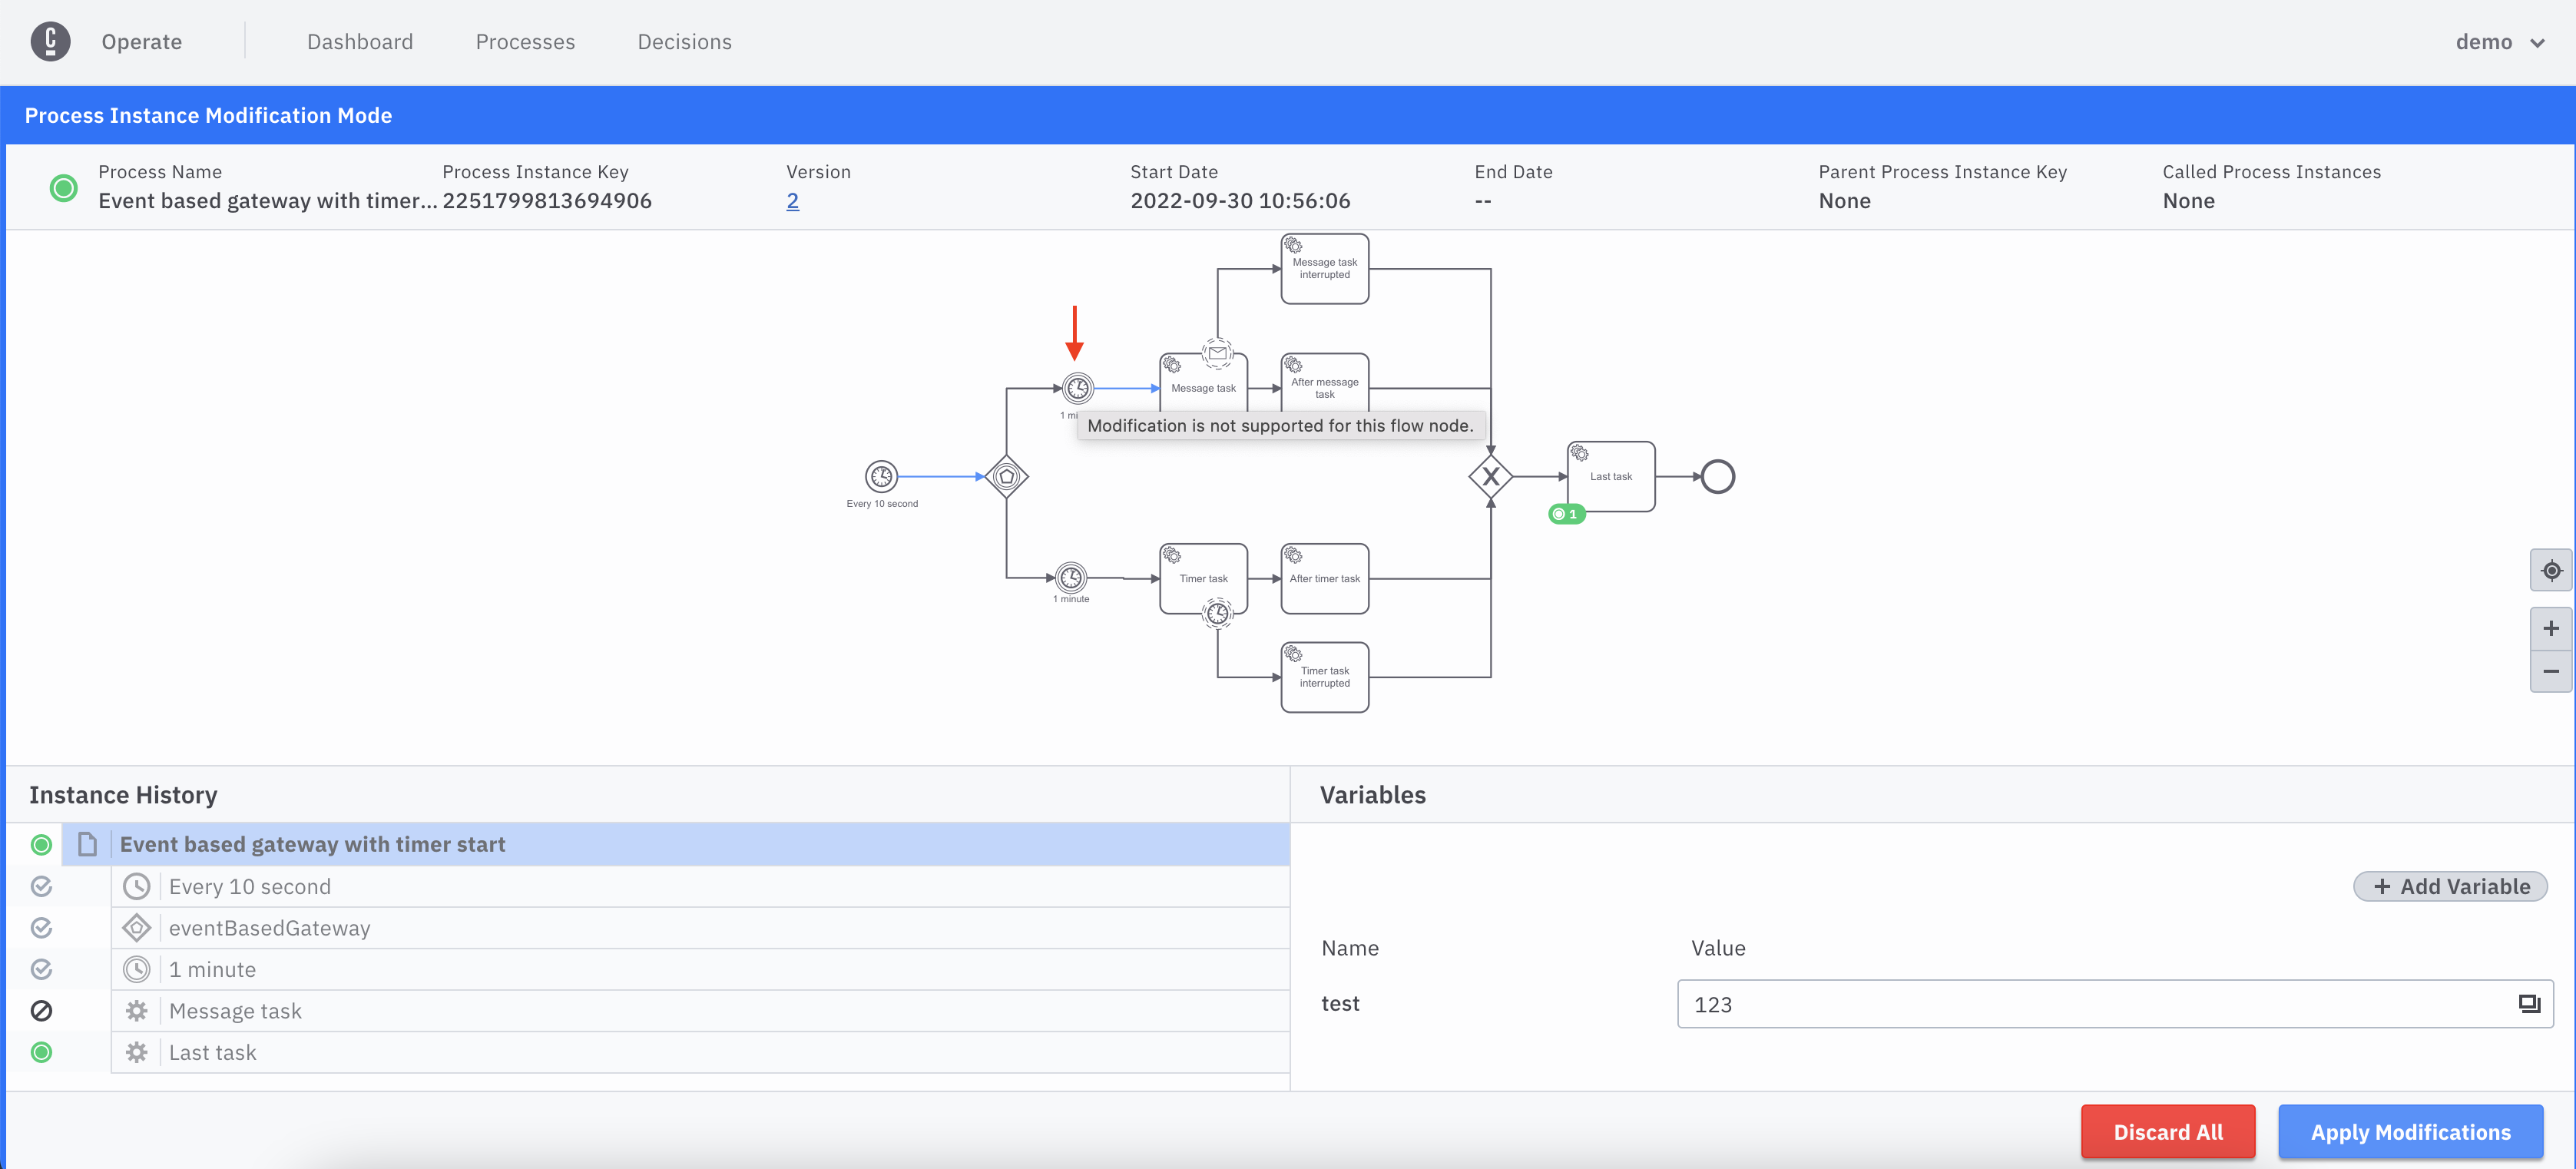 Operate
Dashboard
Processes
Decisions
demo
Process Instance Modification Mode
Process Name
Process Instance Key
Version
Start Date
End Date
Parent Process Instance Key
Called Process Instances
Event based gateway with timer...
2251799813694906
2
2022-09-30 10:56:06
--
None
None
Message task
interrupted
Message task
After message
task
1 mi
Modification is not supported for this flow node.
Every 10 second
X
Last task
1
Timer task
After timer task
1 minute
Timer task
interrupted
+
−
Instance History
Event based gateway with timer start
Every 10 second
eventBasedGateway
1 minute
Message task
Last task
Variables
+ Add Variable
Name
Value
test
123
Discard All
Apply Modifications